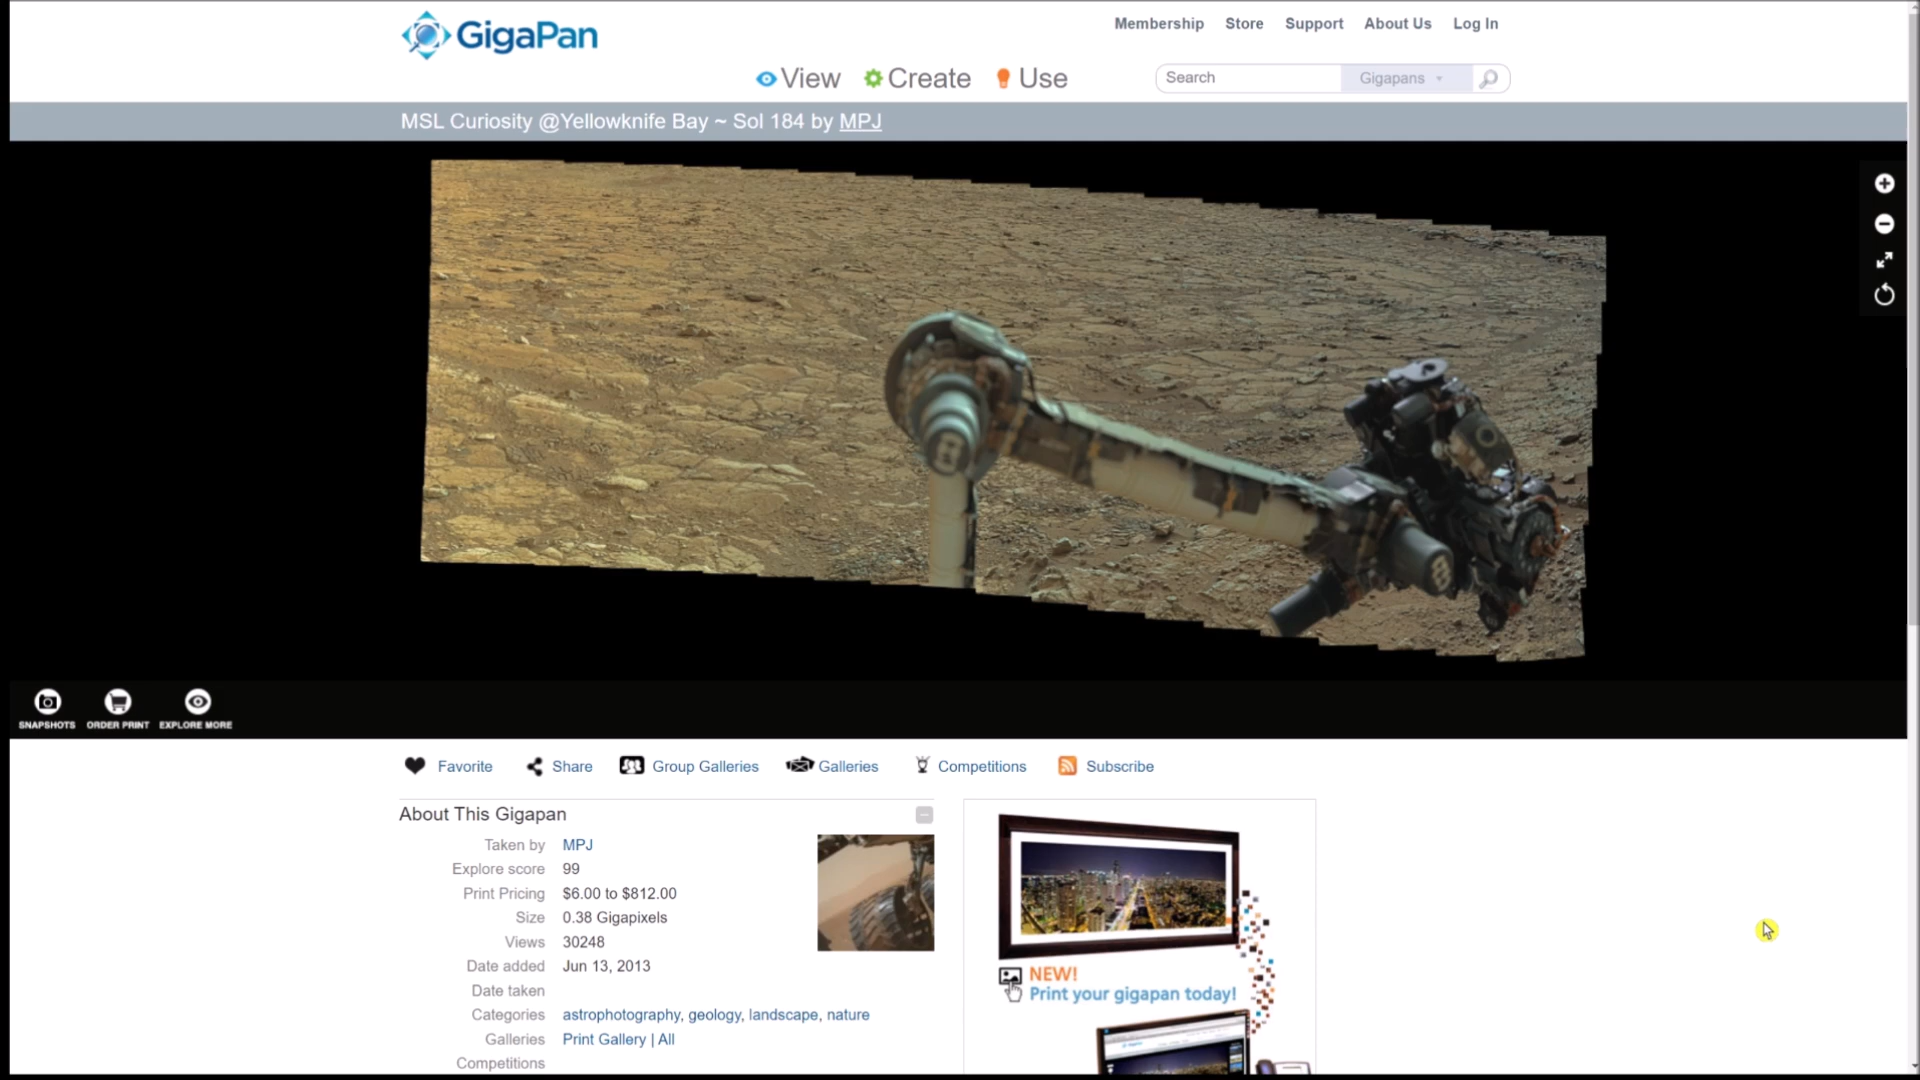 GigaPan
Membership Store Support About Us Log In
View Create Use
Search Gigapans
MSL Curiosity @Yellowknife Bay ~ Sol 184 by MPJ
SNAPSHOTS ORDER PRINT EXPLORE MORE
Favorite Share Group Galleries Galleries Competitions Subscribe
About This Gigapan
Taken by MPJ
Explore score 99
Print Pricing $6.00 to $812.00
Size 0.38 Gigapixels
Views 30248
Date added Jun 13, 2013
Date taken
Categories astrophotography, geology, landscape, nature
Galleries Print Gallery | All
Competitions
NEW!
Print your gigapan today!